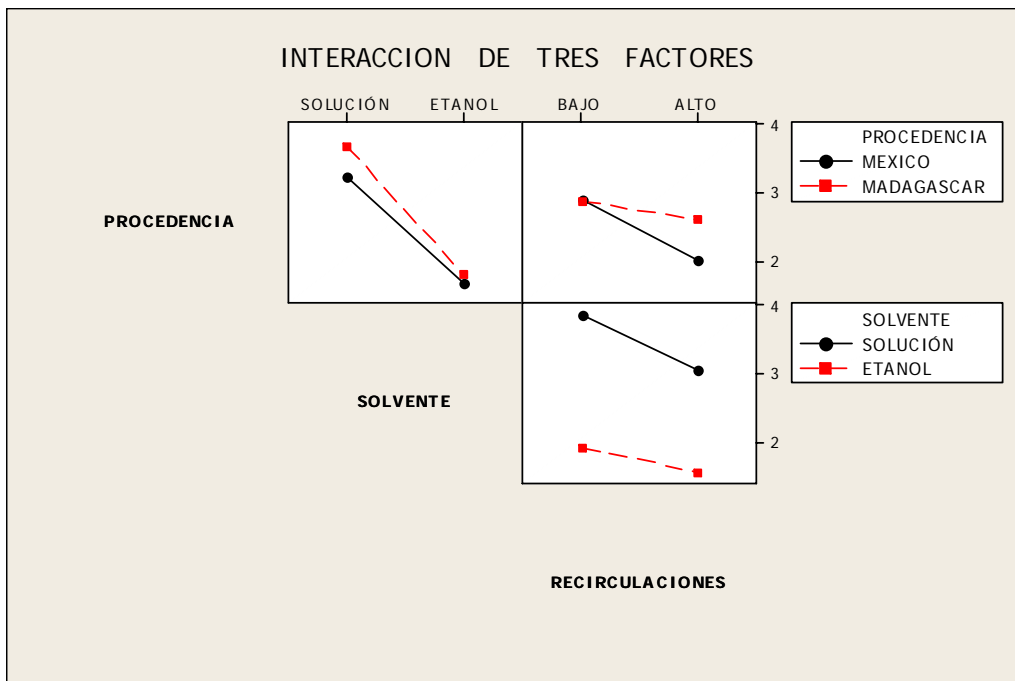 INTERACCION DE TRES FACTORES
SOLUCIÓN ETANOL BAJO ALTO
4
3
2
PROCEDENCIA
MEXICO
MADAGASCAR
PROCEDENCIA
4
3
2
SOLVENTE
SOLUCIÓN
ETANOL
SOLVENTE
RECIRCULACIONES